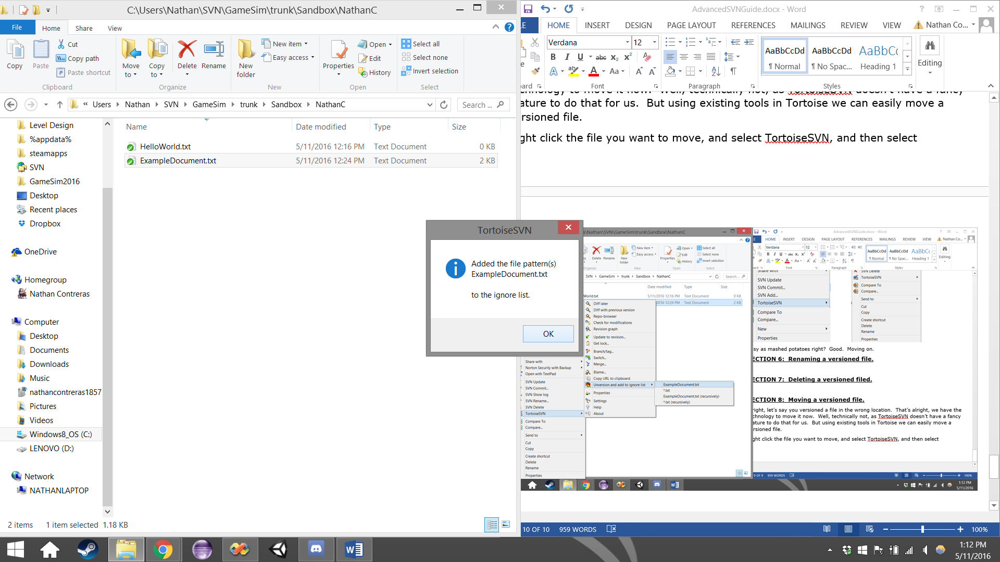 C:\Users\Nathan\SVN\GameSim\trunk\Sandbox\NathanC
File Home Share View
Copy Paste Cut Copy path Paste shortcut
Move to Copy to Delete Rename
New folder New item Easy access
Properties Open Edit History
Select all Select none Invert selection
Clipboard Organize New Open Select
« Users Nathan SVN GameSim trunk Sandbox NathanC Search ...
Level Design
%appdata%
steamapps
SVN
GameSim2016
Desktop
Recent places
Dropbox
OneDrive
Homegroup
Nathan Contreras
Computer
Desktop
Documents
Downloads
Music
nathancontreras1857
Pictures
Videos
Windows8_OS (C:)
LENOVO (D:)
Network
NATHANLAPTOP
Name Date modified Type Size
HelloWorld.txt 5/11/2016 12:16 PM Text Document 0 KB
ExampleDocument.txt 5/11/2016 12:24 PM Text Document 2 KB
2 items 1 item selected 1.18 KB
TortoiseSVN
Added the file pattern(s)
ExampleDocument.txt
to the ignore list.
OK
AdvancedSVNGuide.docx - Word
HOME INSERT DESIGN PAGE LAYOUT REFERENCES MAILINGS REVIEW VIEW Nathan Co...
Verdana 12
AaBbCcDd AaBbCcDd AaBbCc
¶ Normal ¶ No Spac... Heading 1
Editing
Font Paragraph Styles
technology to move it now. Well, technically not, as TortoiseSVN doesn't have a fancy
ature to do that for us. But using existing tools in Tortoise we can easily move a
rsioned file.
ght click the file you want to move, and select TortoiseSVN, and then select
s\Nathan\SVN\GameSim\trunk\Sandbox\NathanC
Delete Rename New folder New item Easy access Properties Open Edit History Select all Select none Invert selection
Organize New Open Select
SVN GameSim trunk Sandbox NathanC Search ...
Date modified Type Size
World.txt 5/11/2016 12:16 PM Text Document 0 KB
2016 12:24 PM Text Document 2 KB
Diff later
Diff with previous version
Repo-browser
Check for modifications
Revision graph
Update to revision...
Get lock...
Branch/tag...
Switch...
Merge...
Blame...
Copy URL to clipboard
Unversion and add to ignore list
Properties
Settings
Help
About
ExampleDocument.txt
*.txt
ExampleDocument.txt (recursively)
*.txt (recursively)
Share with
Norton Security with Backup
Open with TextPad
SVN Update
SVN Commit...
SVN Show log
SVN Rename...
SVN Delete
TortoiseSVN
Compare To
Compare...
Send to
Cut
Copy
Create shortcut
Delete
Rename
Properties
AdvancedSVNGuide.docx - Word
HOME INSERT DESIGN PAGE LAYOUT REFERENCES MAILINGS REVIEW VIEW Nathan Co...
Verdana 12
AaBbCcDd AaBbCcDd AaBbC
¶ Normal ¶ No Spac... Heading 1
Editing
Font Paragraph Styles
Share with
SVN Update
SVN Commit...
SVN Add...
TortoiseSVN
Compare To
Compare...
New
Properties
SVN Delete
TortoiseSVN
Compare To
Compare...
Send to
Cut
Copy
Create shortcut
Delete
Rename
Properties
sy as mashed potatoes right? Good. Moving on.
ECTION 6: Renaming a versioned file.
ECTION 7: Deleting a versioned filed.
ECTION 8: Moving a versioned file.
right, let's say you versioned a file in the wrong location. That's alright, we have the
chnology to move it now. Well, technically not, as TortoiseSVN doesn't have a fancy
ature to do that for us. But using existing tools in Tortoise we can easily move a
rsioned file.
ght click the file you want to move, and select TortoiseSVN, and then select
9 OF 9 959 WORDS 100%
1:12 PM
5/11/2016
10 OF 10 959 WORDS 100%
1:12 PM
5/11/2016